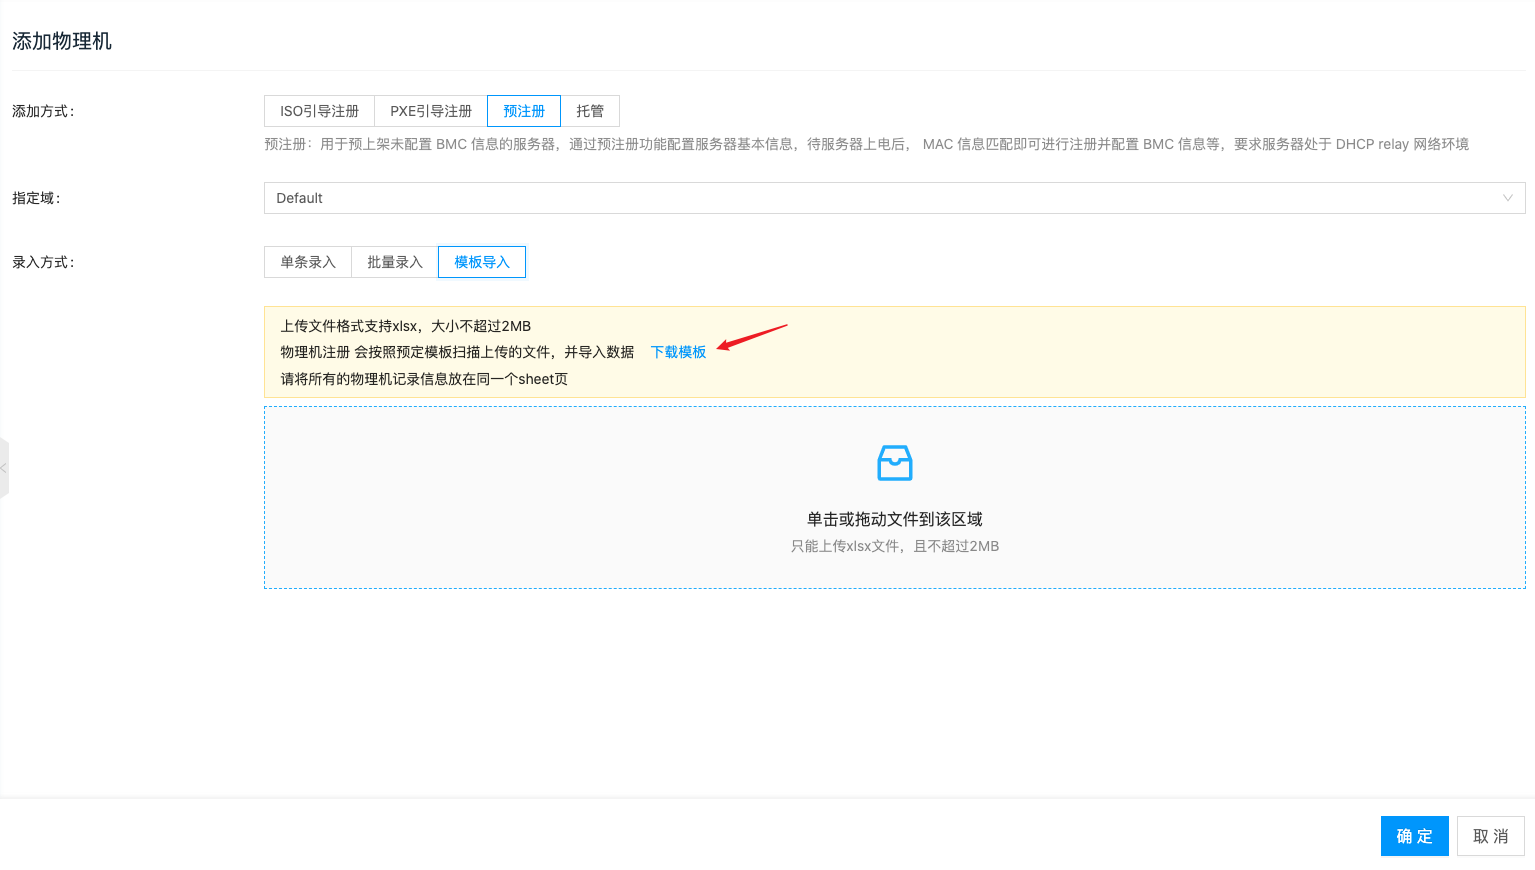 添加物理机
添加方式：
ISO引导注册 PXE引导注册 预注册 托管
预注册：用于预上架未配置 BMC 信息的服务器，通过预注册功能配置服务器基本信息，待服务器上电后， MAC 信息匹配即可进行注册并配置 BMC 信息等，要求服务器处于 DHCP relay 网络环境
指定域：
Default
录入方式：
单条录入 批量录入 模板导入
上传文件格式支持xlsx，大小不超过2MB
物理机注册 会按照预定模板扫描上传的文件，并导入数据 下载模板
请将所有的物理机记录信息放在同一个sheet页
单击或拖动文件到该区域
只能上传xlsx文件，且不超过2MB
确 定 取 消